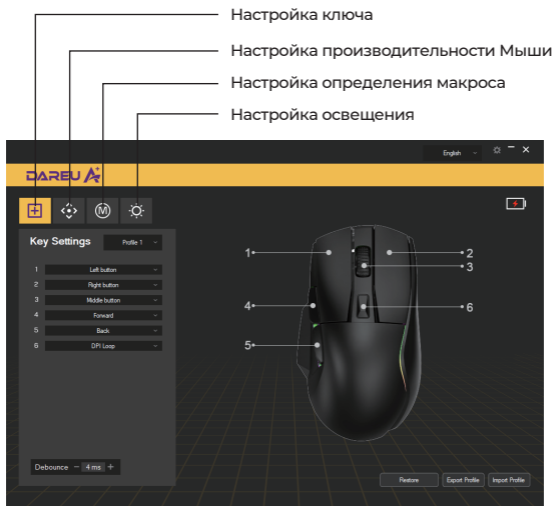 Настройка ключа
Настройка производительности Мыши
Настройка определения макроса
Настройка освещения
English
DAREU A+
M
Key Settings Profile 1
1 Left button
2 Right button
3 Middle button
4 Forward
5 Back
6 DPI Loop
1 2
3
4 6
5
Debounce − 4 ms +
Restore Export Profile Import Profile